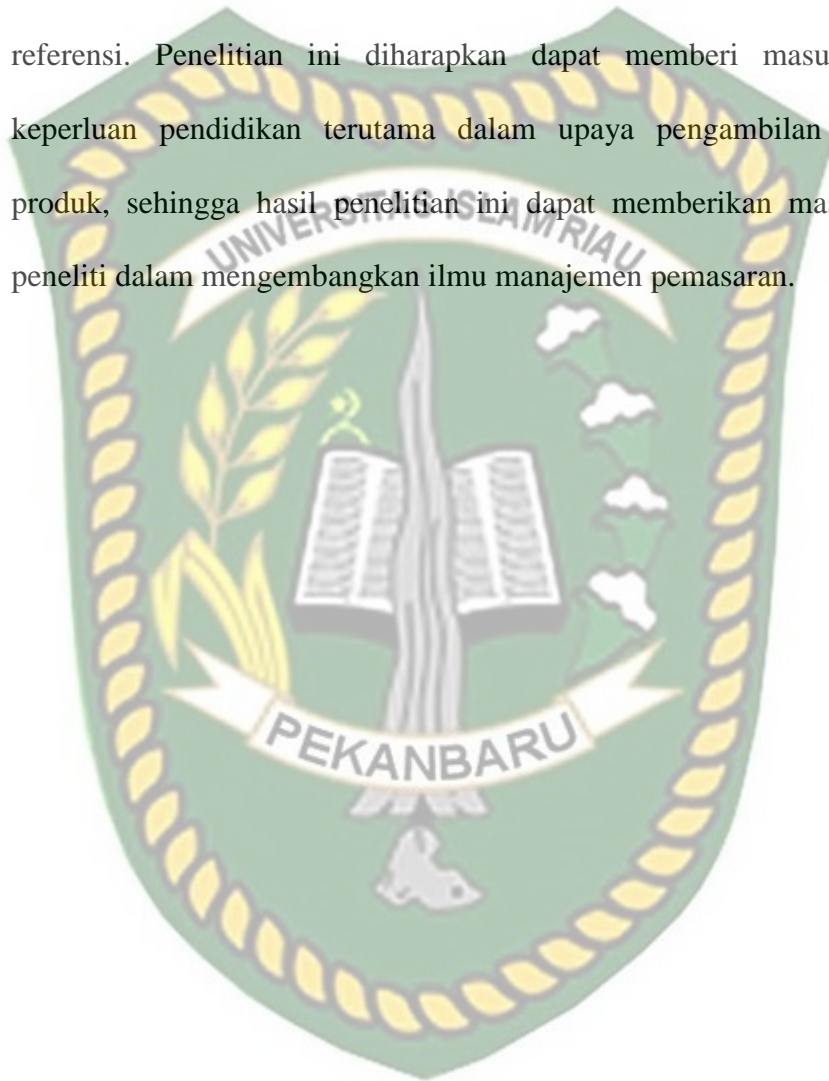 referensi. Penelitian ini diharapkan dapat memberi masu
keperluan pendidikan terutama dalam upaya pengambilan
produk, sehingga hasil penelitian ini dapat memberikan ma
peneliti dalam mengembangkan ilmu manajemen pemasaran.
UNIVERSITAS ISLAM RIAU
PEKANBARU